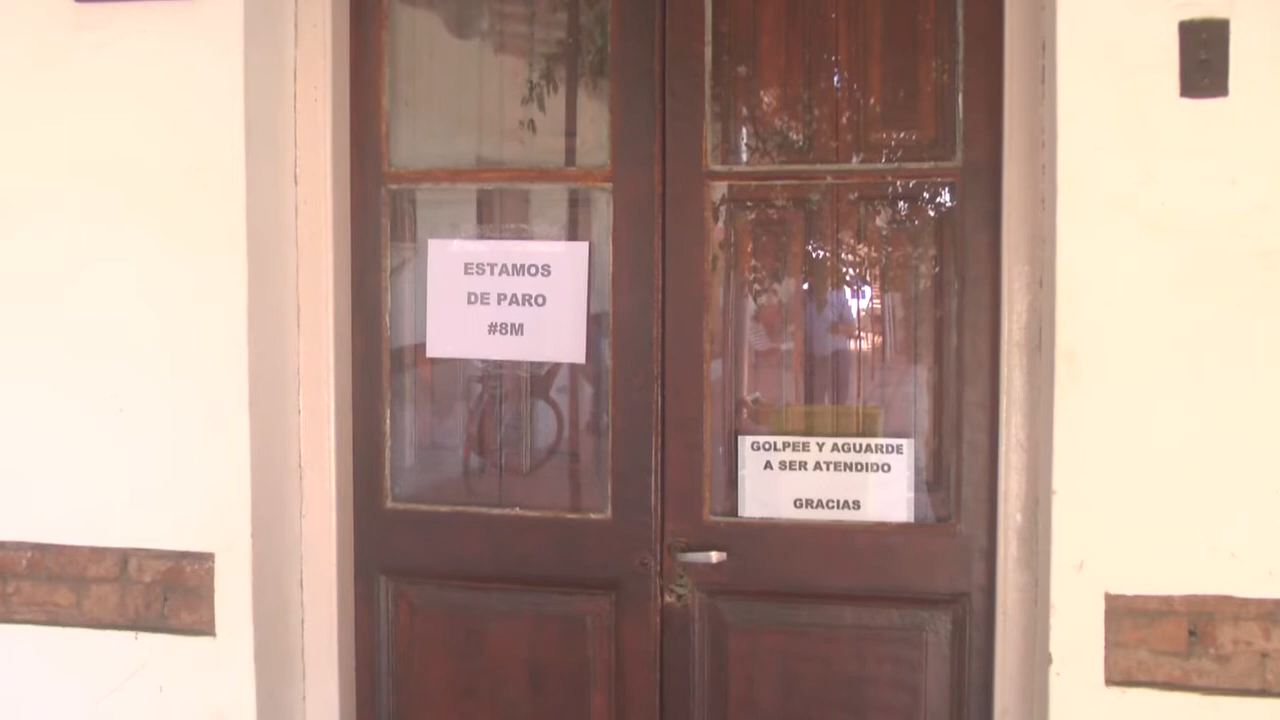 ESTAMOS
DE PARO
#8M
GOLPEE Y AGUARDE
A SER ATENDIDO
GRACIAS